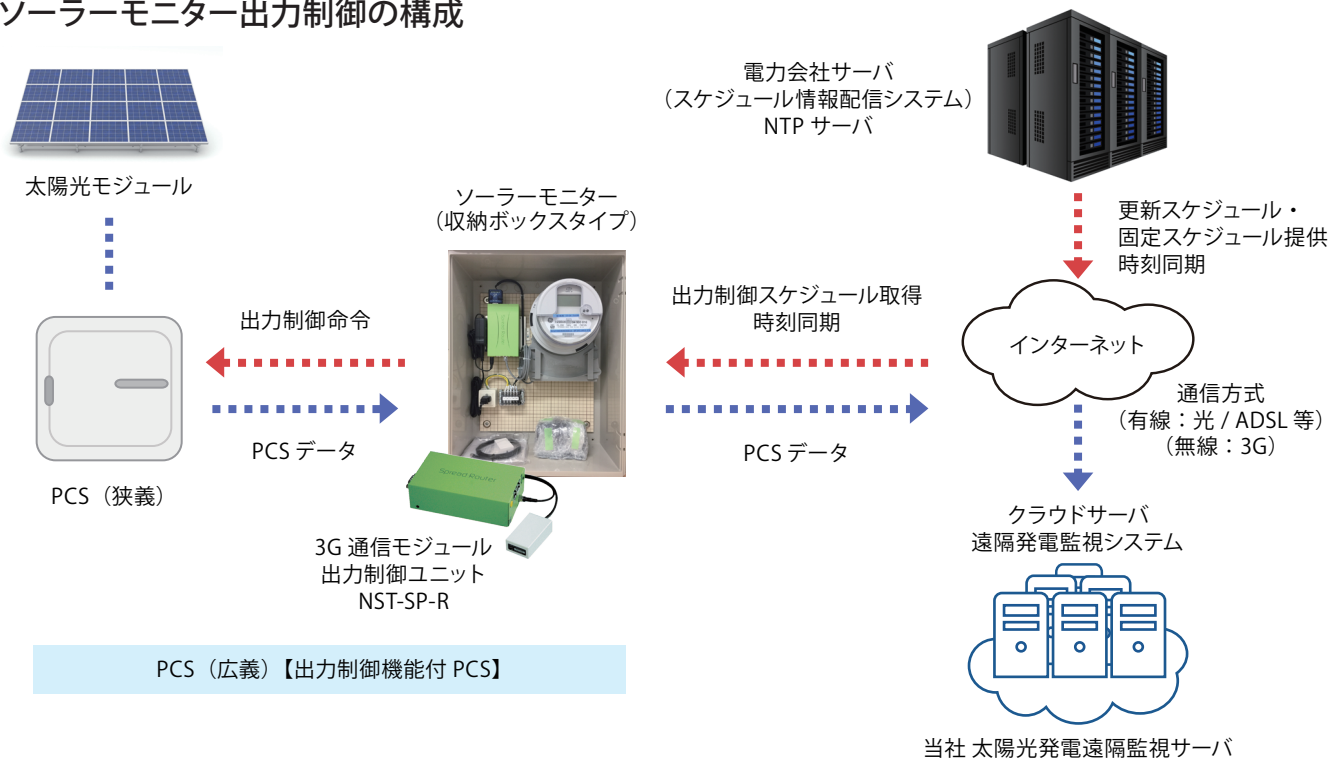 ソーラーモニター出力制御の構成
太陽光モジュール
電力会社サーバ
（スケジュール情報配信システム）
NTP サーバ
ソーラーモニター
（収納ボックスタイプ）
更新スケジュール・
固定スケジュール提供
時刻同期
出力制御命令
出力制御スケジュール取得
時刻同期
インターネット
PCS データ
PCS データ
通信方式
（有線：光 / ADSL 等）
（無線：3G）
PCS（狭義）
Spread Router
3G 通信モジュール
出力制御ユニット
NST-SP-R
クラウドサーバ
遠隔発電監視システム
PCS（広義）【出力制御機能付 PCS】
当社 太陽光発電遠隔監視サーバ